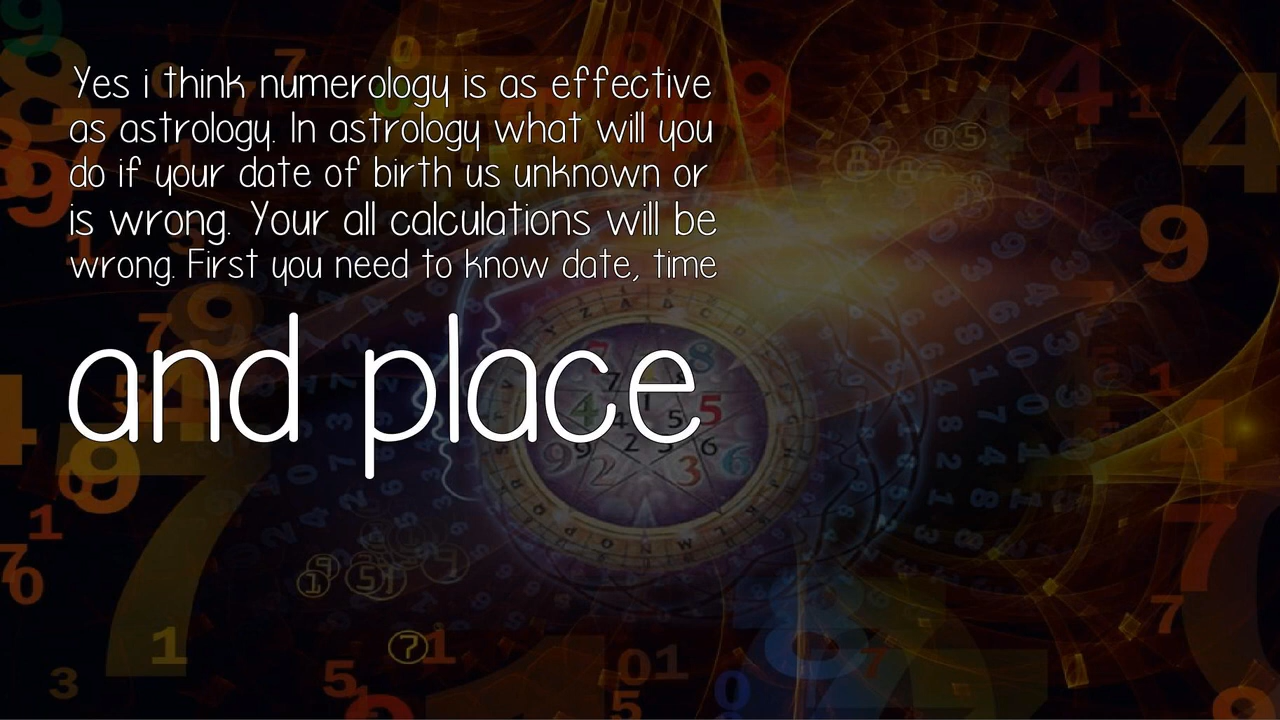 Yes i think numerology is as effective
as astrology. In astrology what will you
do if your date of birth us unknown or
is wrong. Your all calculations will be
wrong. First you need to know date, time
and place